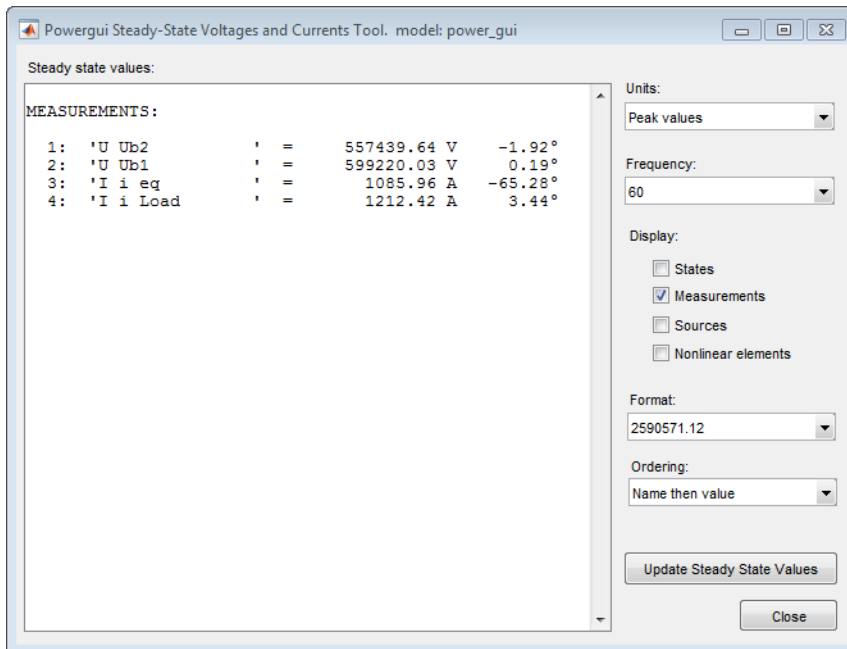 Powergui Steady-State Voltages and Currents Tool.  model: power_gui
Steady state values:
MEASUREMENTS:
1:  'U Ub2          '  =      557439.64 V    -1.92°
2:  'U Ub1          '  =      599220.03 V     0.19°
3:  'I i eq         '  =        1085.96 A   -65.28°
4:  'I i Load       '  =        1212.42 A     3.44°
Units:
Peak values
Frequency:
60
Display:
States
Measurements
Sources
Nonlinear elements
Format:
2590571.12
Ordering:
Name then value
Update Steady State Values
Close